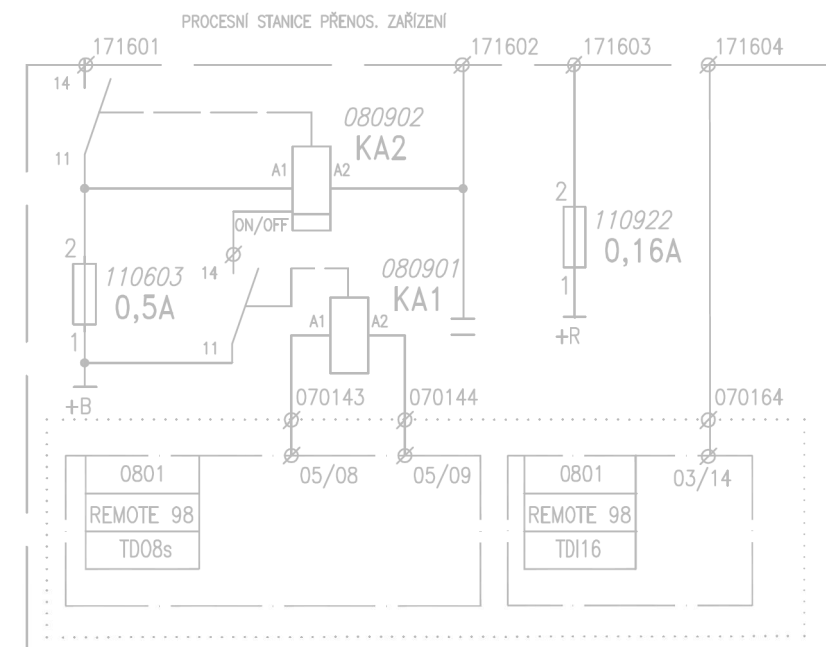 PROCESNÍ STANICE PŘENOS. ZAŘÍZENÍ
171601
171602
171603
171604
14
080902
KA2
11
A1
A2
ON/OFF
2
110922
0,16A
1
+R
14
080901
KA1
2
110603
0,5A
1
A1
A2
11
+B
070143
070144
070164
0801
05/08
05/09
0801
03/14
REMOTE 98
REMOTE 98
TDO8s
TDI16